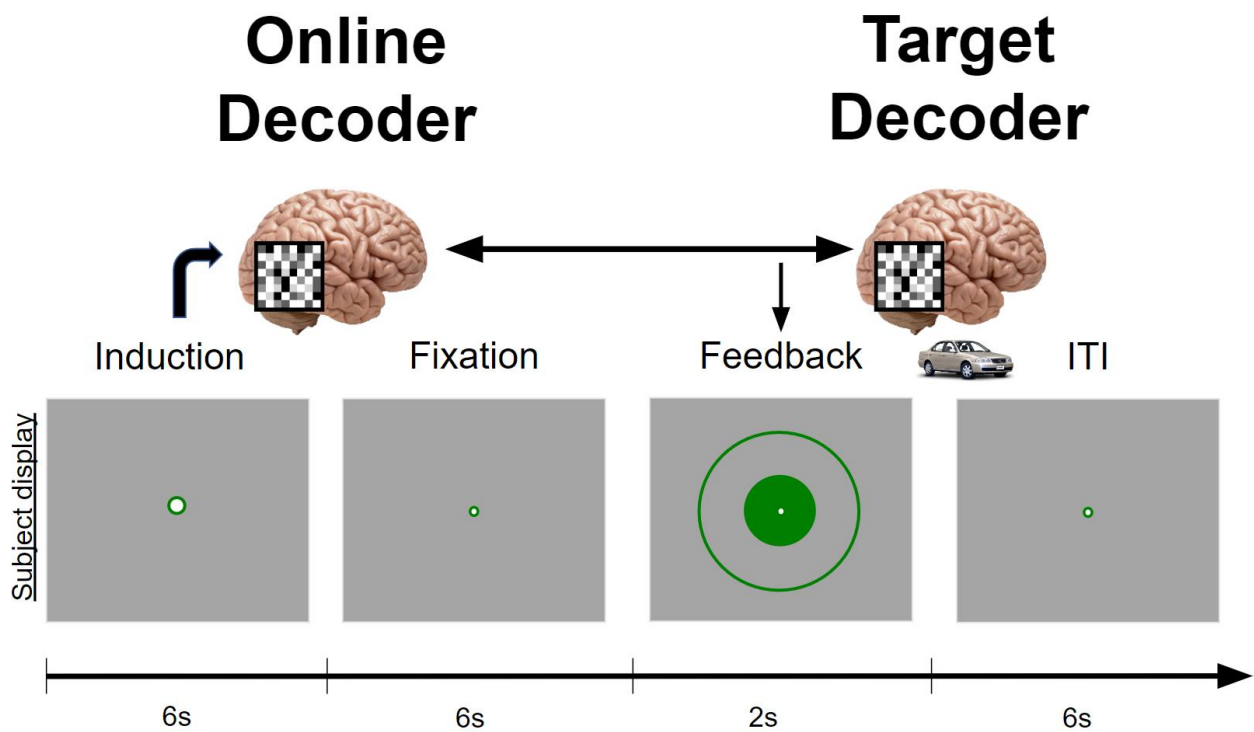 Online
Decoder
Target
Decoder
Induction
Fixation
Feedback
ITI
Subject display
6s
6s
2s
6s